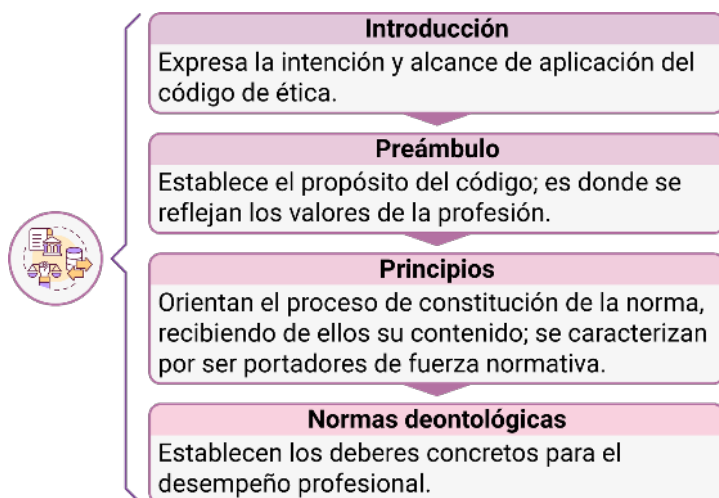 Introducción
Expresa la intención y alcance de aplicación del
código de ética.
Preámbulo
Establece el propósito del código; es donde se
reflejan los valores de la profesión.
Principios
Orientan el proceso de constitución de la norma,
recibiendo de ellos su contenido; se caracterizan
por ser portadores de fuerza normativa.
Normas deontológicas
Establecen los deberes concretos para el
desempeño profesional.